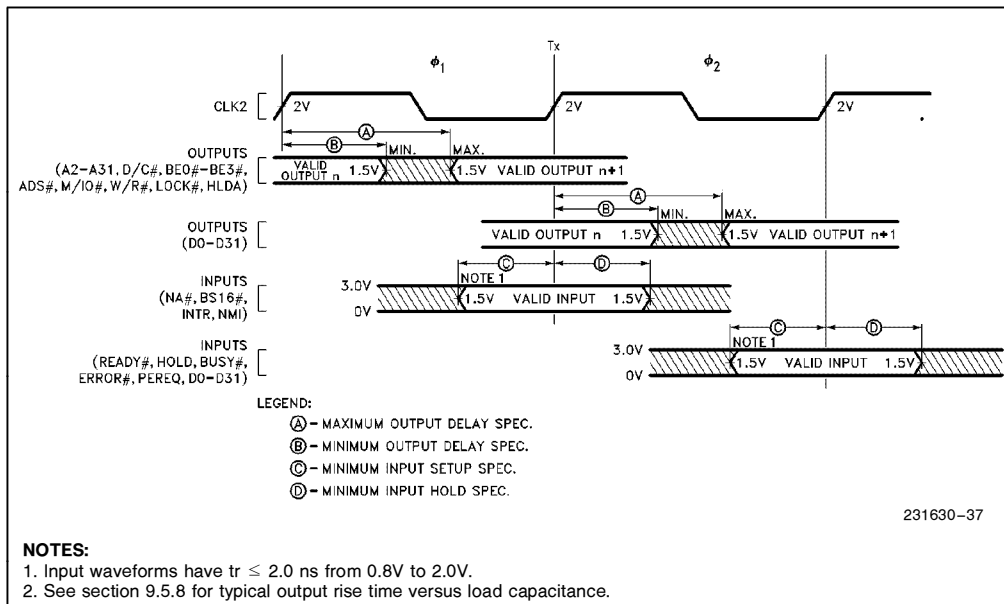 Tx
ϕ1 ϕ2
CLK2 2V 2V 2V
A
B MIN. MAX.
OUTPUTS
(A2–A31, D/C#, BE0#–BE3#,
ADS#, M/IO#, W/R#, LOCK#, HLDA)
VALID
OUTPUT n 1.5V 1.5V VALID OUTPUT n+1
A
B MIN. MAX.
OUTPUTS
(D0–D31)
VALID OUTPUT n 1.5V 1.5V VALID OUTPUT n+1
C D
INPUTS
(NA#, BS16#,
INTR, NMI)
NOTE 1
3.0V
0V
1.5V VALID INPUT 1.5V
C D
INPUTS
(READY#, HOLD, BUSY#,
ERROR#, PEREQ, D0–D31)
NOTE 1
3.0V
0V
1.5V VALID INPUT 1.5V
LEGEND:
A – MAXIMUM OUTPUT DELAY SPEC.
B – MINIMUM OUTPUT DELAY SPEC.
C – MINIMUM INPUT SETUP SPEC.
D – MINIMUM INPUT HOLD SPEC.
231630–37
NOTES:
1. Input waveforms have tr ≤ 2.0 ns from 0.8V to 2.0V.
2. See section 9.5.8 for typical output rise time versus load capacitance.